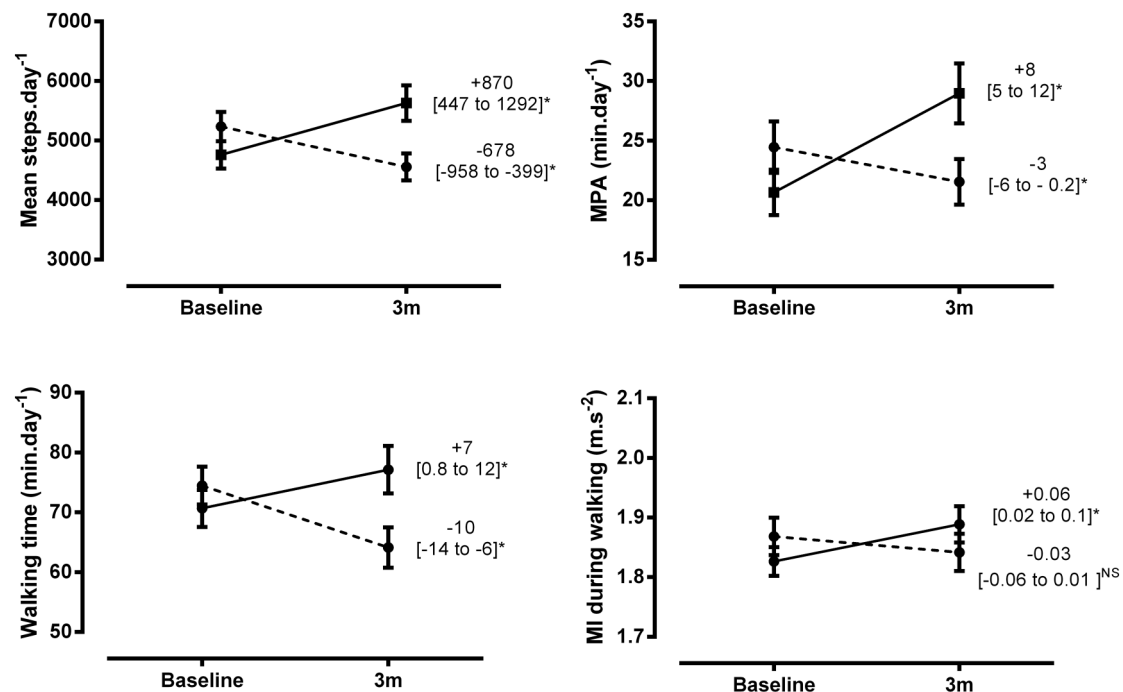 Mean steps.day⁻¹
7000
6000
5000
4000
3000
+870
[447 to 1292]*
-678
[-958 to -399]*
Baseline
3m
MPA (min.day⁻¹)
35
30
25
20
15
+8
[5 to 12]*
-3
[-6 to - 0.2]*
Baseline
3m
Walking time (min.day⁻¹)
90
80
70
60
50
+7
[0.8 to 12]*
-10
[-14 to -6]*
Baseline
3m
MI during walking (m.s⁻²)
2.1
2.0
1.9
1.8
1.7
+0.06
[0.02 to 0.1]*
-0.03
[-0.06 to 0.01 ]ᴺˢ
Baseline
3m